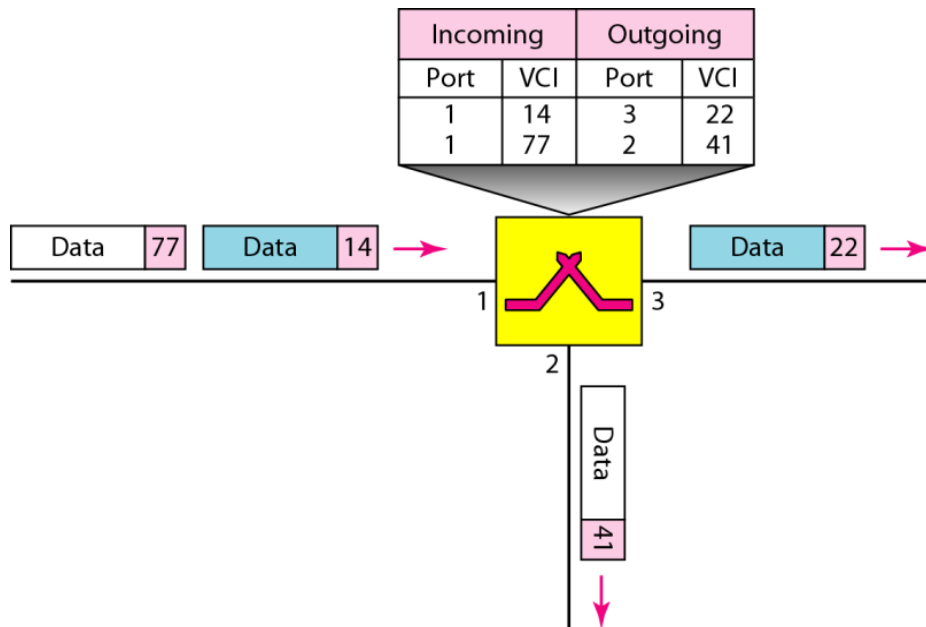 Incoming Outgoing
Port VCI Port VCI
1 14 3 22
1 77 2 41
Data 77 Data 14 Data 22
1 3
2
Data 41